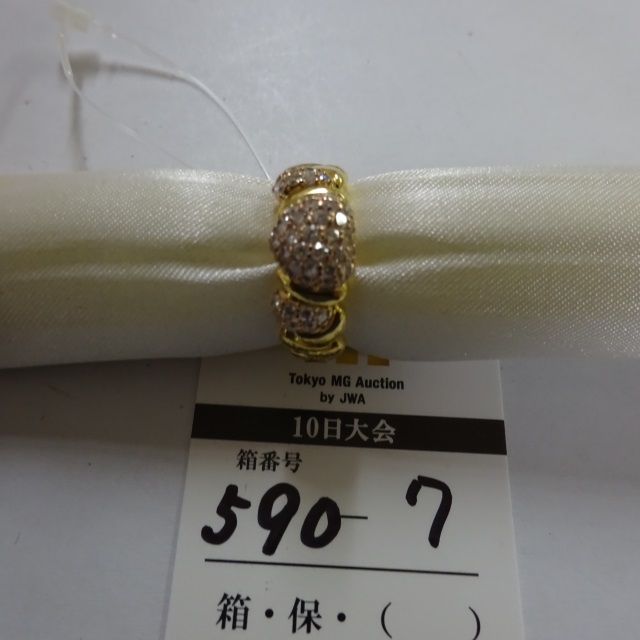 Tokyo MG Auction
by JWA
10日大会
箱番号
590-7
箱・保・(　　)